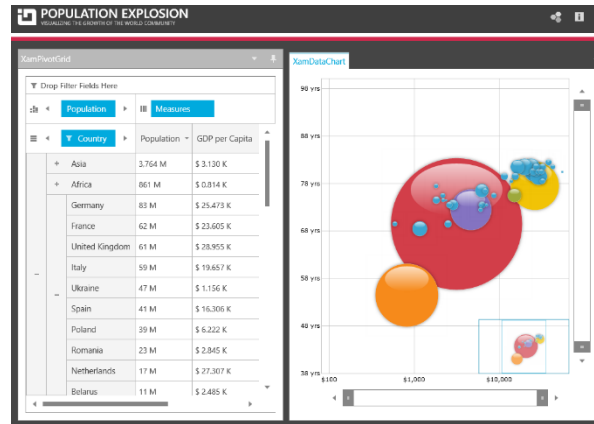 POPULATION EXPLOSION
VISUALIZING THE GROWTH OF THE WORLD COMMUNITY
XamPivotGrid
Drop Filter Fields Here
Population
Measures
Country
Population GDP per Capita
+ Asia 3.764 M $ 3.130 K
+ Africa 861 M $ 0.814 K
Germany 83 M $ 25.473 K
France 62 M $ 23.605 K
United Kingdom 61 M $ 28.955 K
Italy 59 M $ 19.657 K
Ukraine 47 M $ 1.156 K
Spain 41 M $ 16.306 K
Poland 39 M $ 6.222 K
Romania 23 M $ 2.845 K
Netherlands 17 M $ 27.307 K
Belarus 11 M $ 2.485 K
XamDataChart
90 yrs
88 yrs
78 yrs
68 yrs
58 yrs
48 yrs
38 yrs
$100 $1,000 $10,000